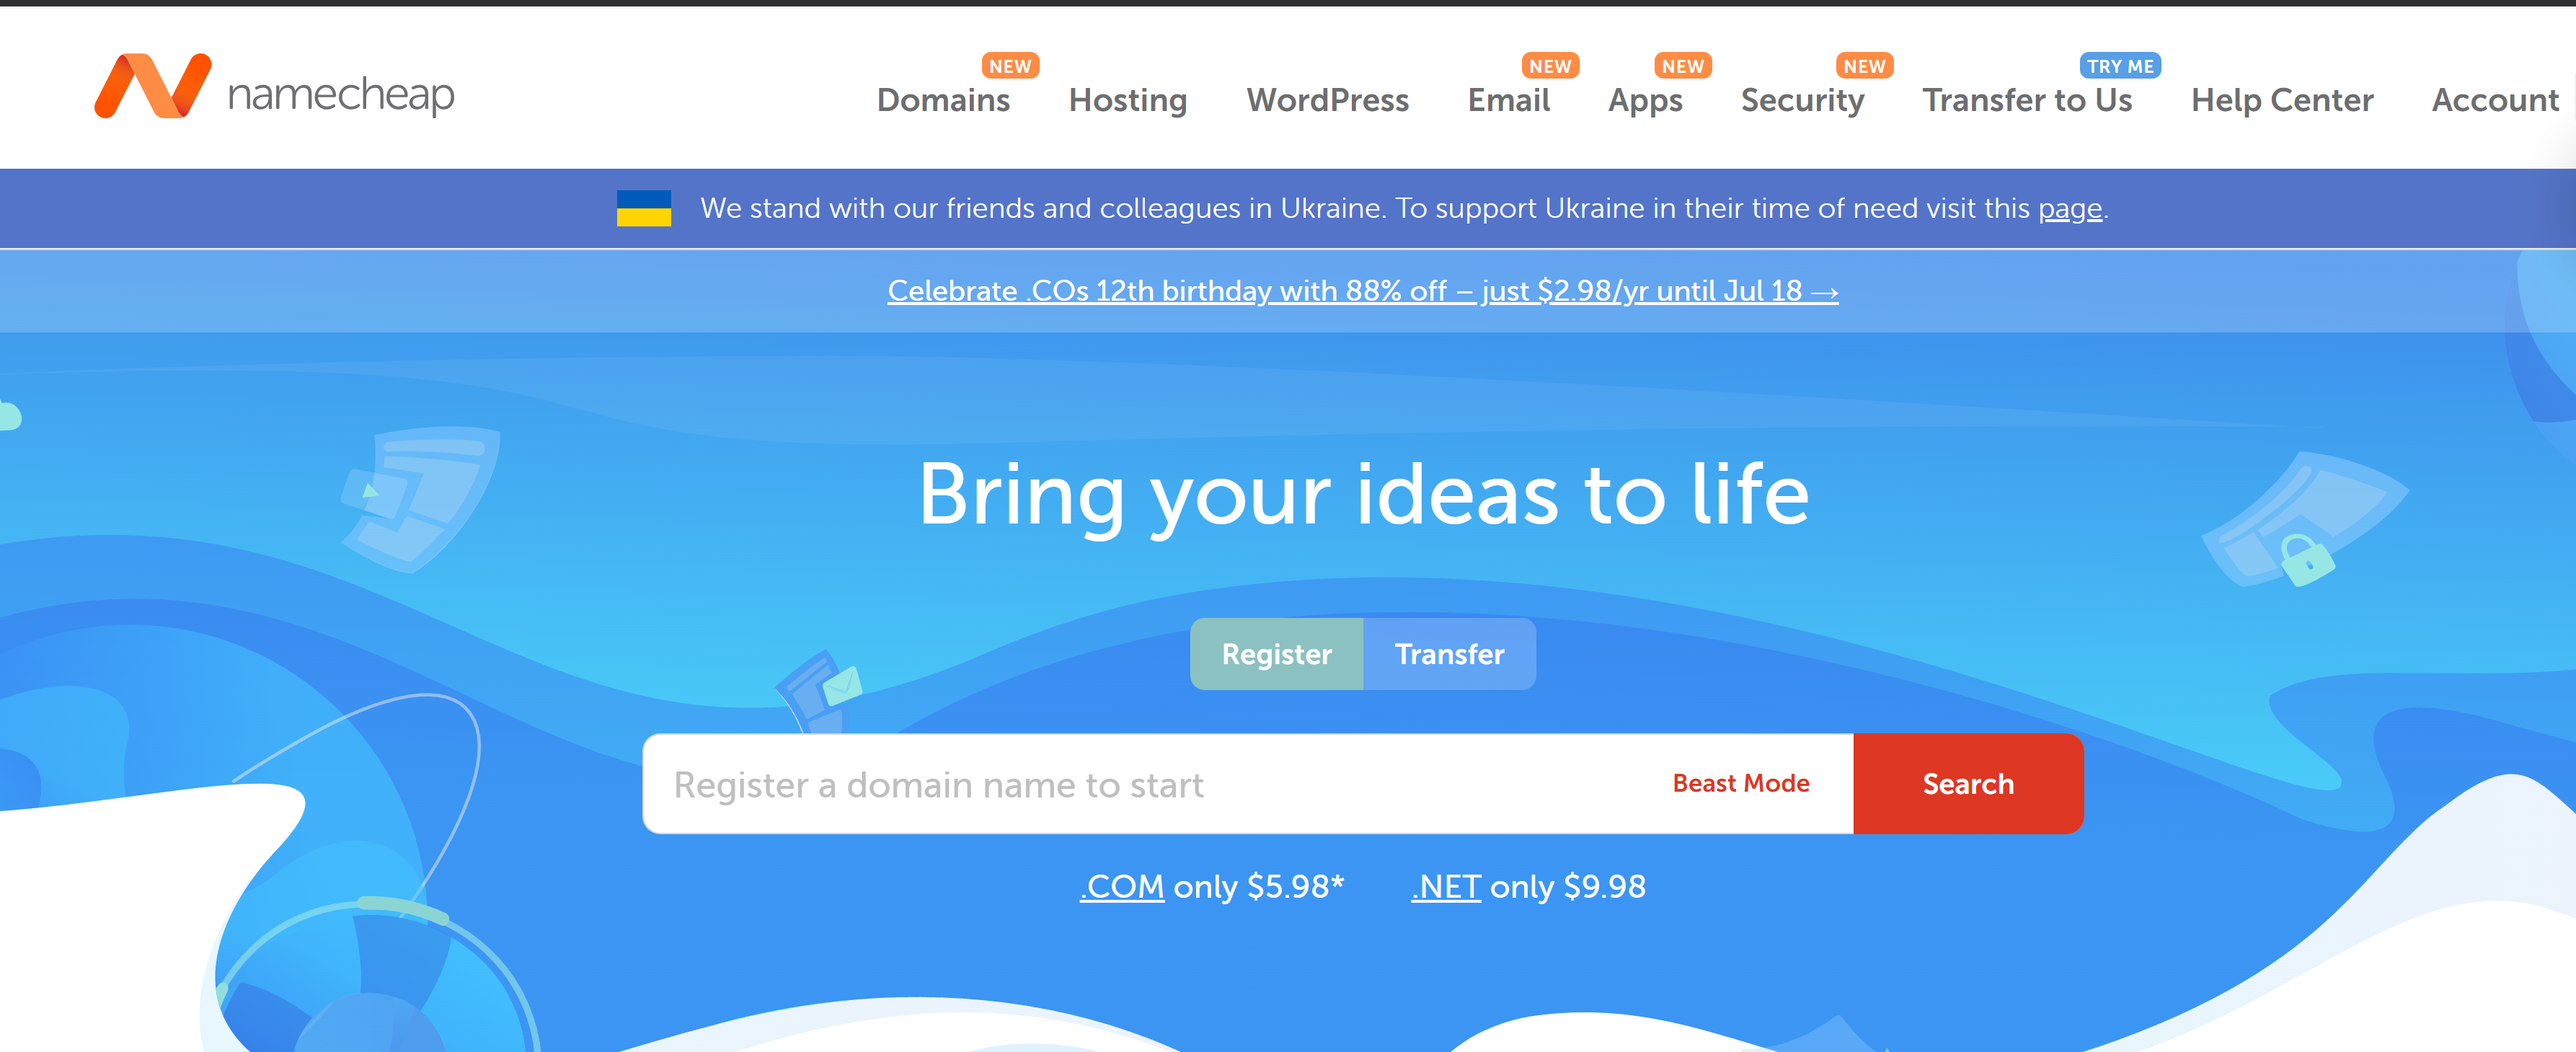 namecheap
NEW NEW NEW NEW TRY ME
Domains Hosting WordPress Email Apps Security Transfer to Us Help Center Account
We stand with our friends and colleagues in Ukraine. To support Ukraine in their time of need visit this page.
Celebrate .COs 12th birthday with 88% off – just $2.98/yr until Jul 18 →
Bring your ideas to life
Register Transfer
Register a domain name to start Beast Mode Search
.COM only $5.98* .NET only $9.98